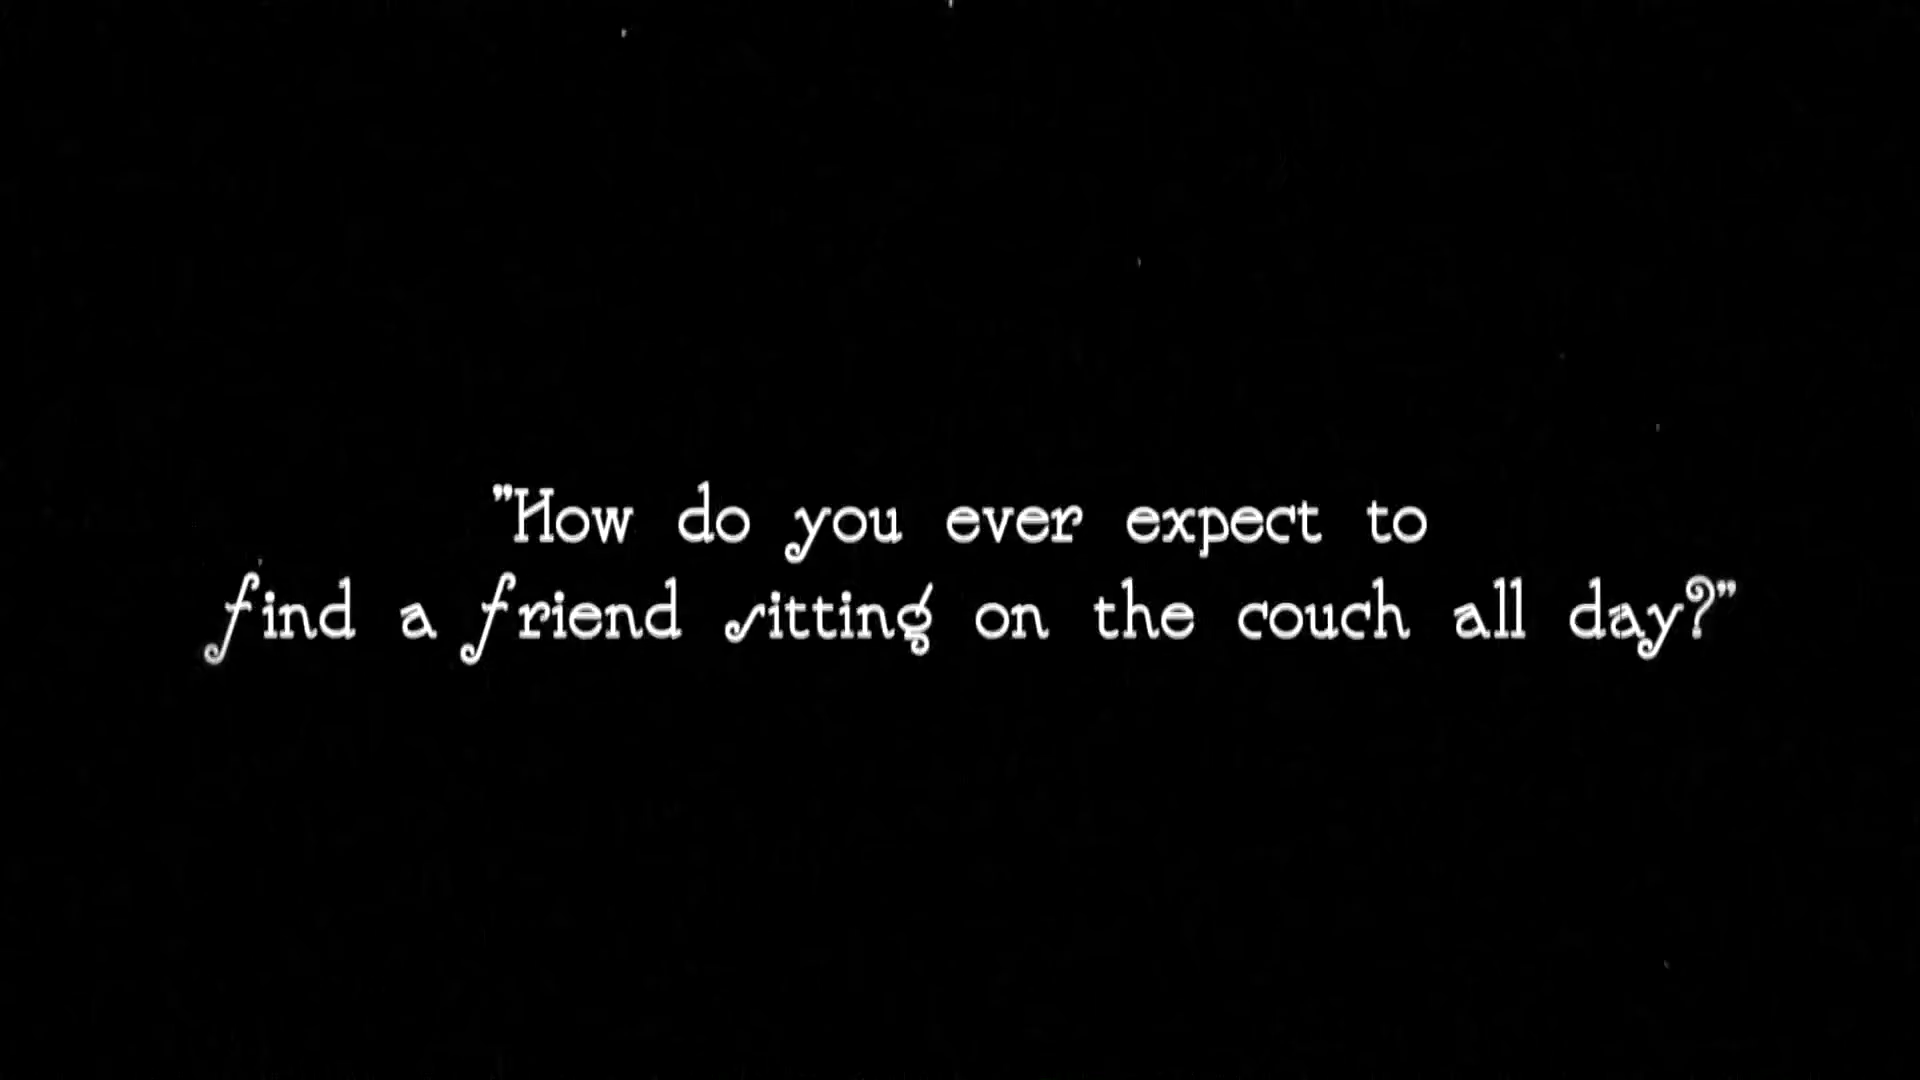 "How do you ever expect to
find a friend sitting on the couch all day?"